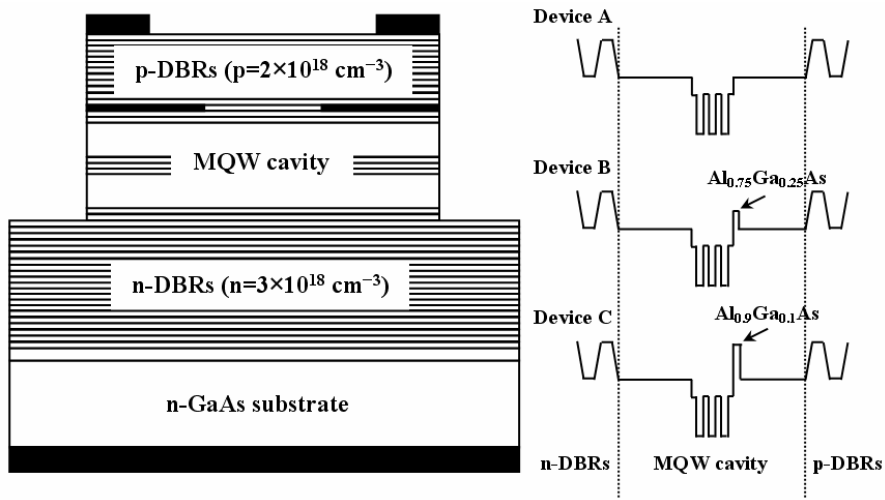 p-DBRs (p=2×10¹⁸ cm⁻³)
MQW cavity
n-DBRs (n=3×10¹⁸ cm⁻³)
n-GaAs substrate
Device A
Device B
Al₀.₇₅Ga₀.₂₅As
Device C
Al₀.₉Ga₀.₁As
n-DBRs
MQW cavity
p-DBRs